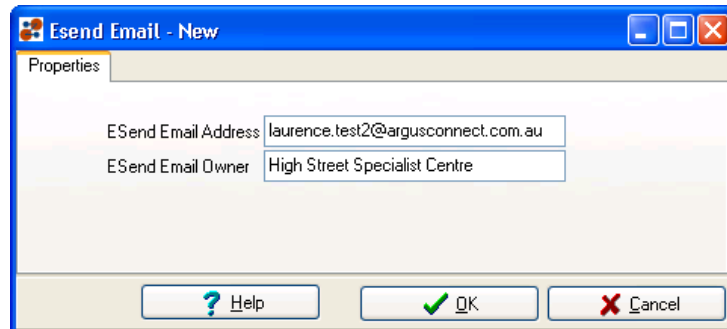 Esend Email - New
Properties
ESend Email Address laurence.test2@argusconnect.com.au
ESend Email Owner High Street Specialist Centre
? Help OK Cancel